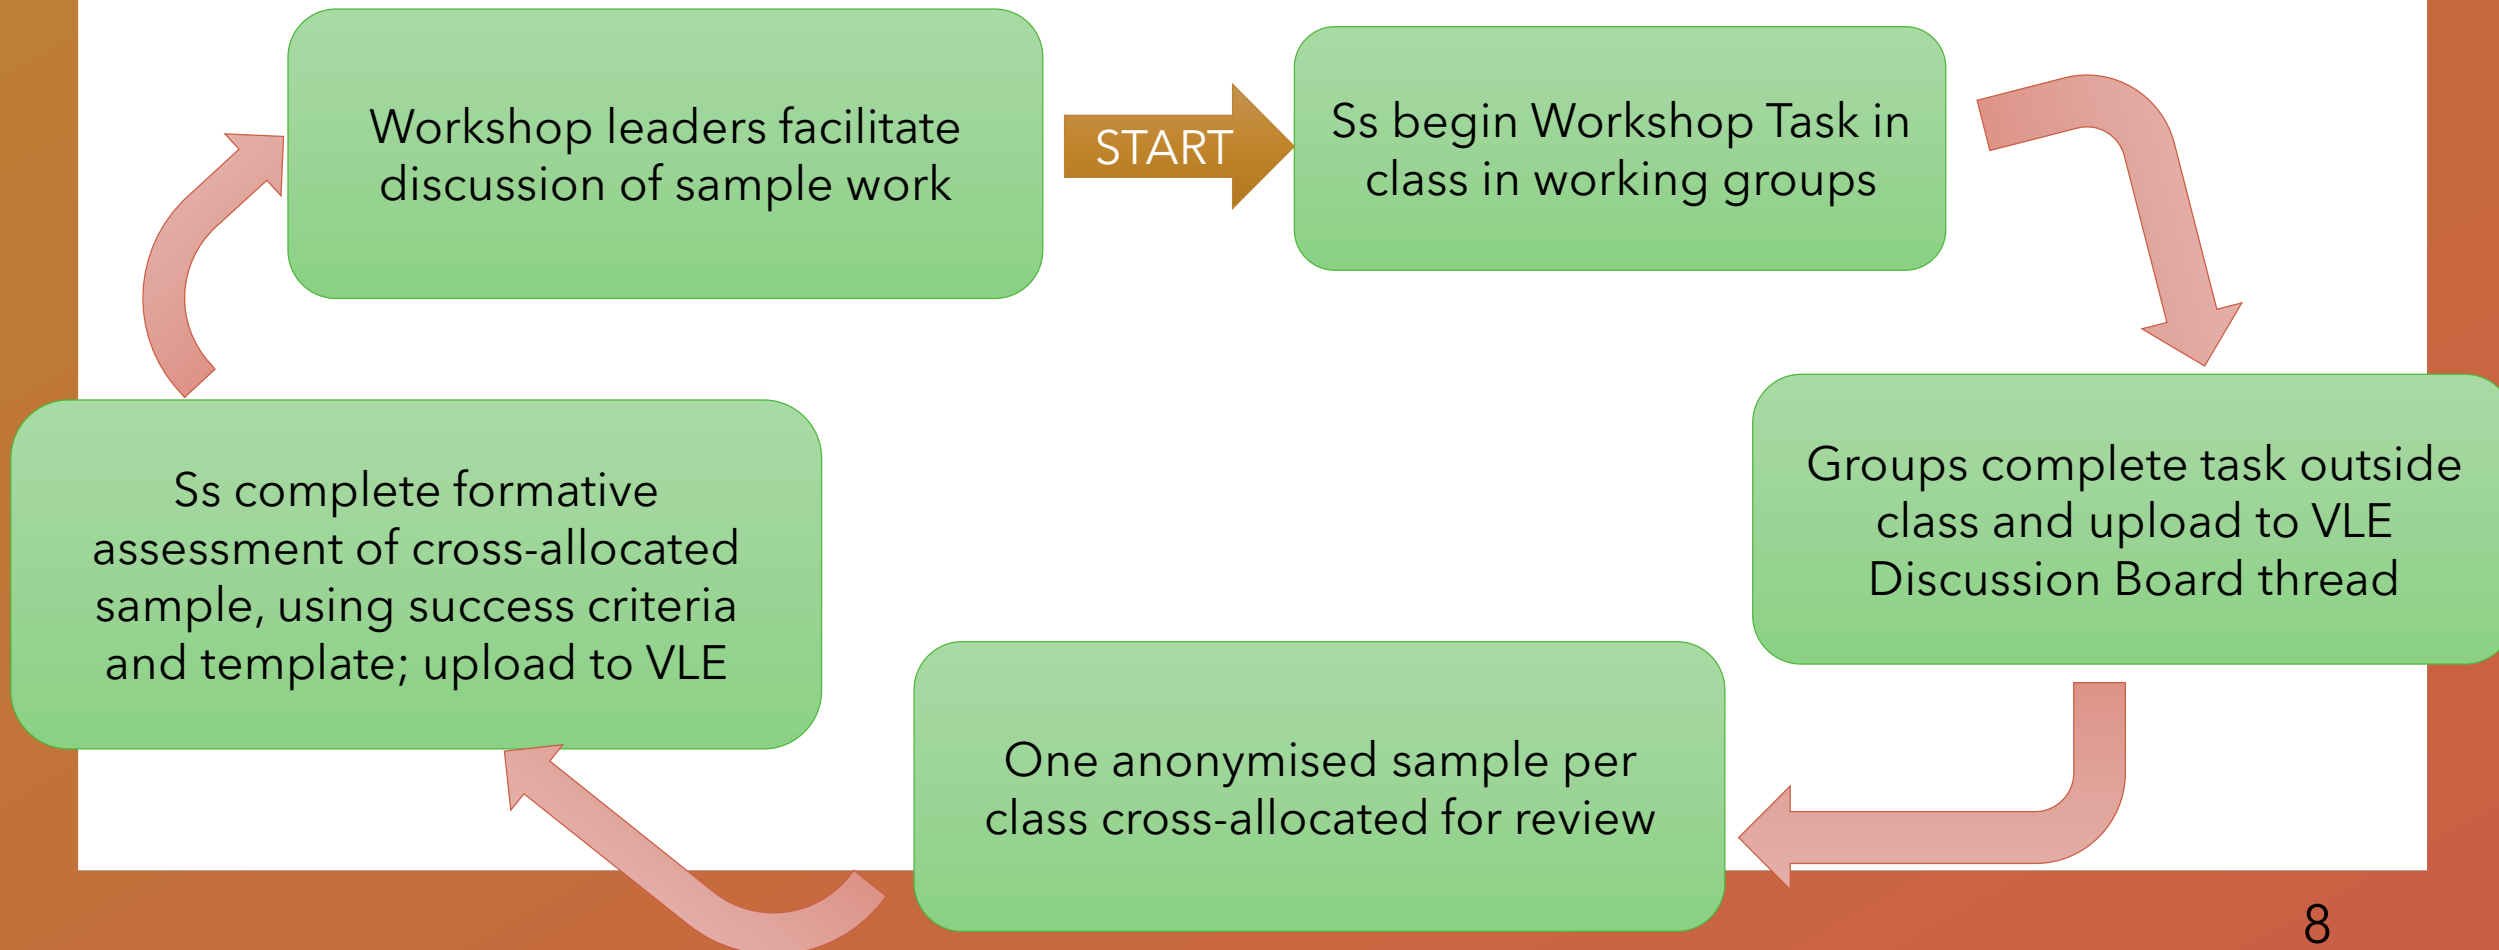 Workshop leaders facilitate
discussion of sample work
START
Ss begin Workshop Task in
class in working groups
Groups complete task outside
class and upload to VLE
Discussion Board thread
One anonymised sample per
class cross-allocated for review
Ss complete formative
assessment of cross-allocated
sample, using success criteria
and template; upload to VLE
8